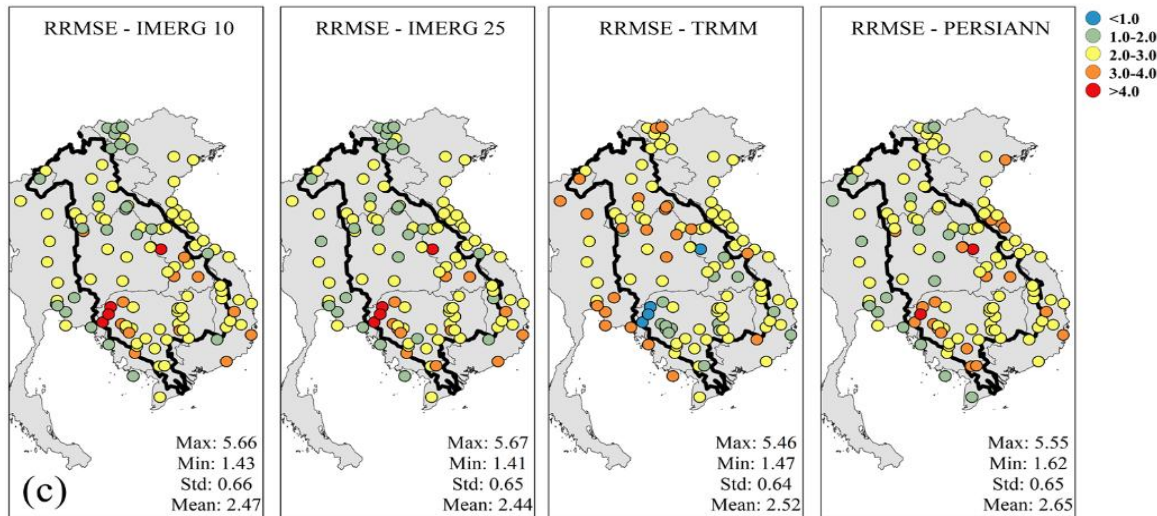 RRMSE - IMERG 10
RRMSE - IMERG 25
RRMSE - TRMM
RRMSE - PERSIANN
<1.0
1.0-2.0
2.0-3.0
3.0-4.0
>4.0
(c)
Max: 5.66
Min: 1.43
Std: 0.66
Mean: 2.47
Max: 5.67
Min: 1.41
Std: 0.65
Mean: 2.44
Max: 5.46
Min: 1.47
Std: 0.64
Mean: 2.52
Max: 5.55
Min: 1.62
Std: 0.65
Mean: 2.65